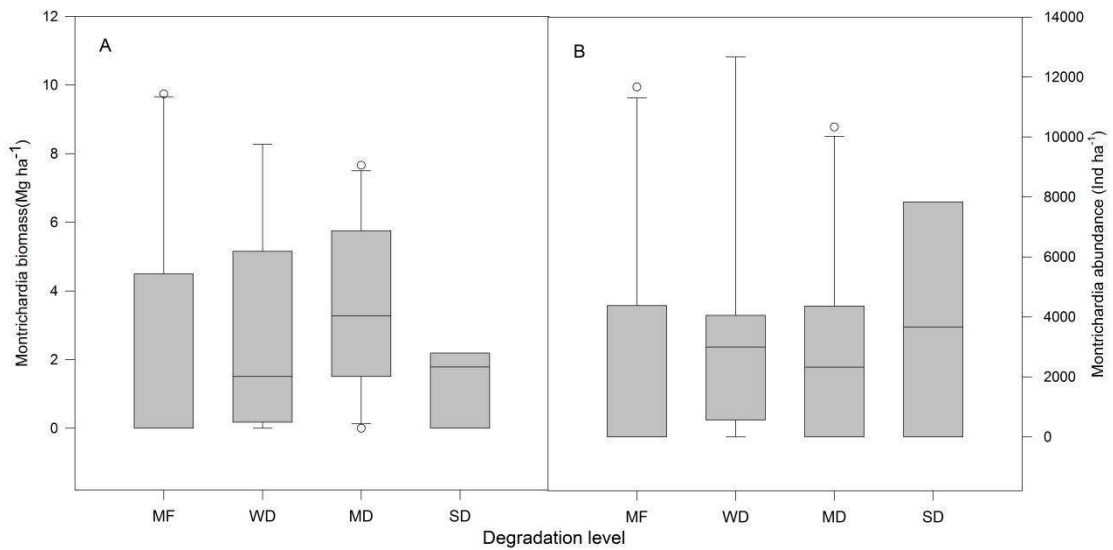 A
B
Montrichardia biomass(Mg ha-1)
12
10
8
6
4
2
0
MF WD MD SD
MF WD MD SD
Degradation level
14000
12000
10000
8000
6000
4000
2000
0
Montrichardia abundance (Ind ha-1)